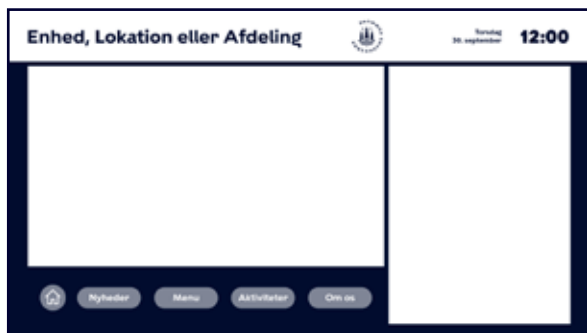 Enhed, Lokation eller Afdeling
Torsdag
30. september
12:00
Nyheder
Menu
Aktiviteter
Om os